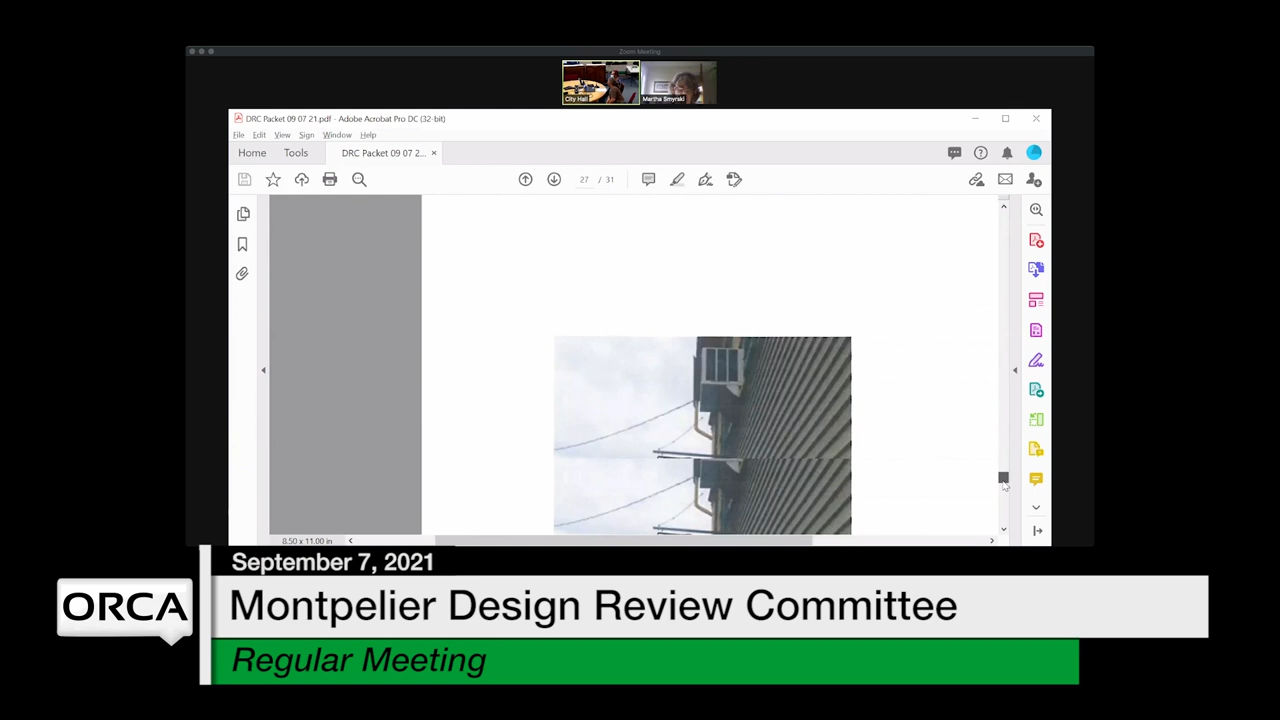 Zoom Meeting
City Hall
Martha Smyrski
DRC Packet 09 07 21.pdf - Adobe Acrobat Pro DC (32-bit)
File Edit View Sign Window Help
Home Tools DRC Packet 09 07 2... ×
27 / 31
8.50 x 11.00 in
September 7, 2021
ORCA
Montpelier Design Review Committee
Regular Meeting